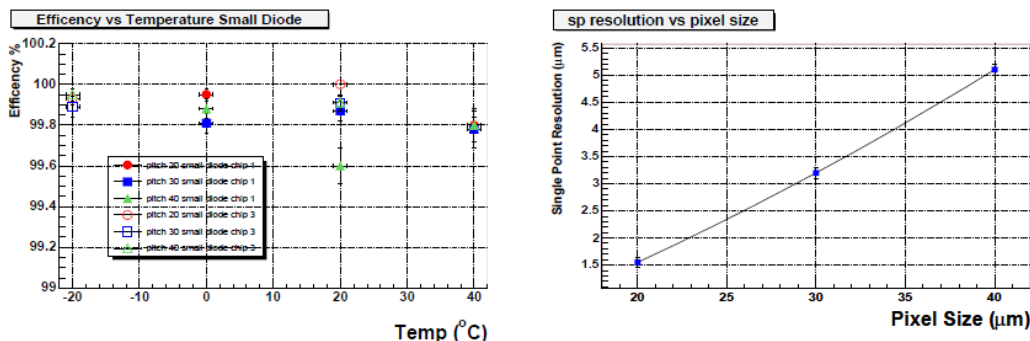 Efficency vs Temperature Small Diode
Efficency %
100.2
100
99.8
99.6
99.4
99.2
99
pitch 20 small diode chip 1
pitch 30 small diode chip 1
pitch 40 small diode chip 1
pitch 20 small diode chip 3
pitch 30 small diode chip 3
pitch 40 small diode chip 3
-20 -10 0 10 20 30 40
Temp (°C)
sp resolution vs pixel size
Single Point Resolution (μm)
5.5
5
4.5
4
3.5
3
2.5
2
1.5
20 25 30 35 40
Pixel Size (μm)